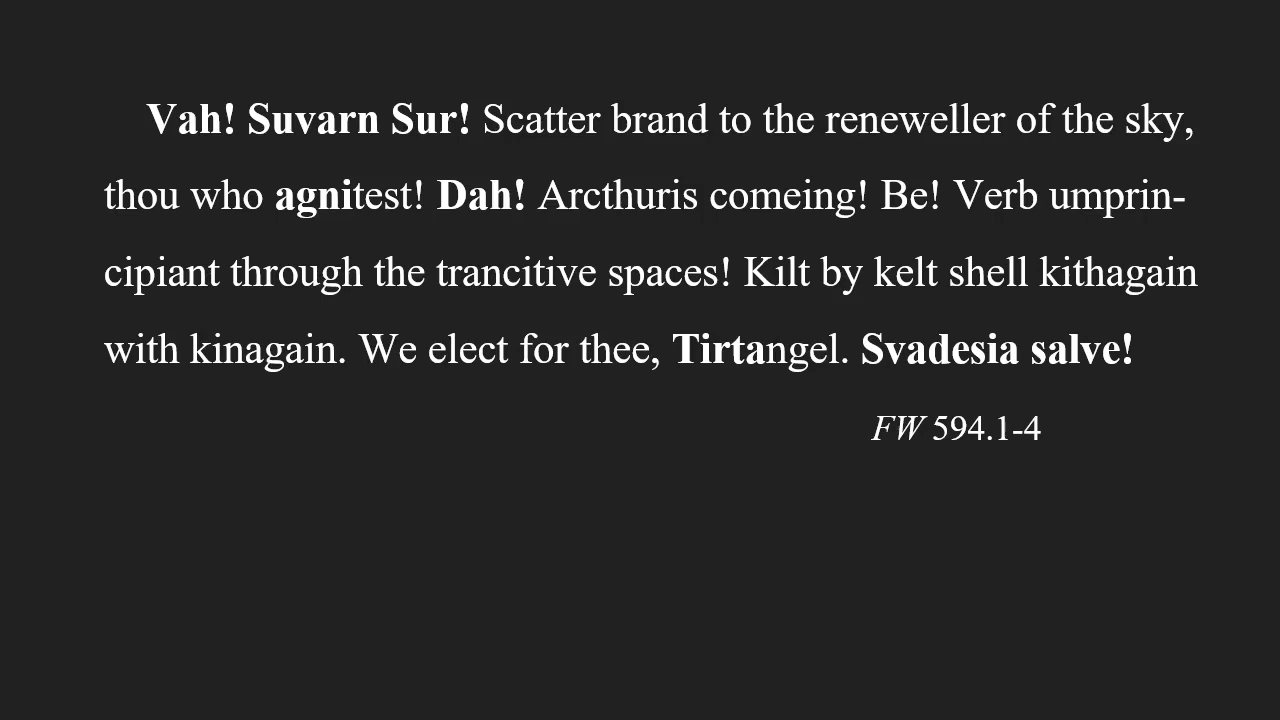 Vah! Suvarn Sur! Scatter brand to the reneweller of the sky,
thou who agnitest! Dah! Arcthuris comeing! Be! Verb umprin-
cipiant through the trancitive spaces! Kilt by kelt shell kithagain
with kinagain. We elect for thee, Tirtangel. Svadesia salve!
FW 594.1-4